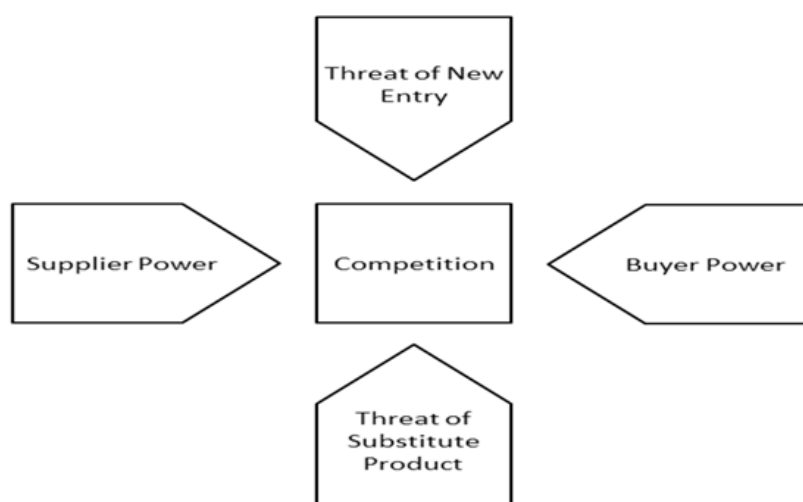 Threat of New
Entry
Supplier Power
Competition
Buyer Power
Threat of
Substitute
Product